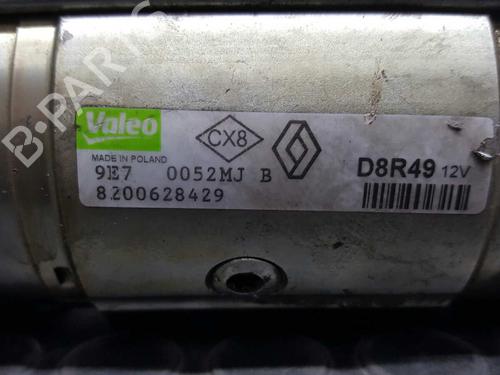 Valeo
CX8
MADE IN POLAND
D8R49 12V
9E7 0052MJ B
8200628429
B-PARTS